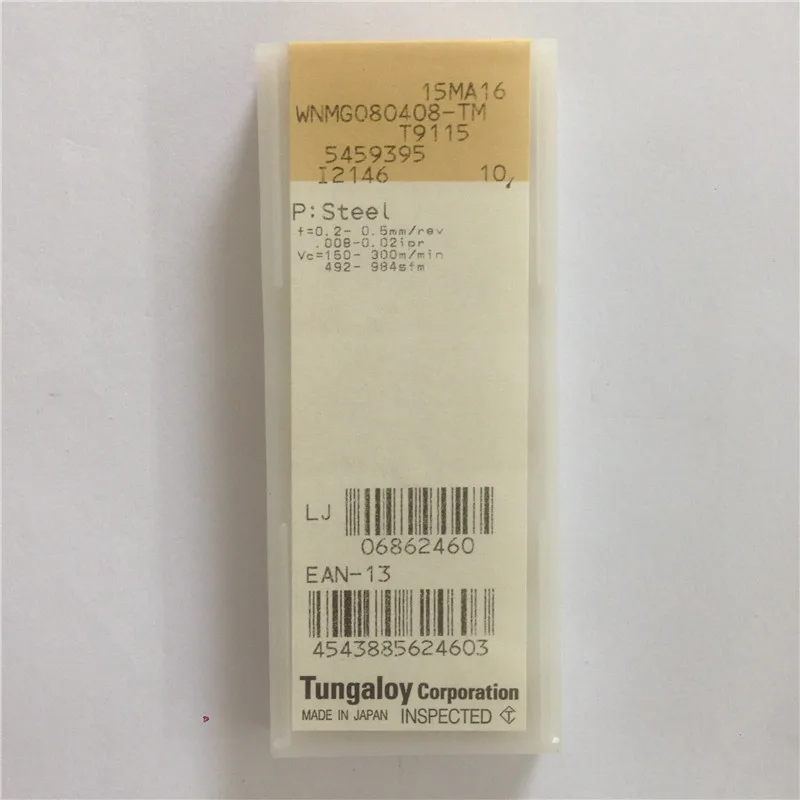 15MA16
WNMG080408-TM
T9115
5459395
I2146 10,
P:Steel
f=0.2- 0.5mm/rev
.008-0.02ipr
Vc=150- 300m/min
492- 984sfm
LJ
06862460
EAN-13
4543885624603
Tungaloy Corporation
MADE IN JAPAN INSPECTED